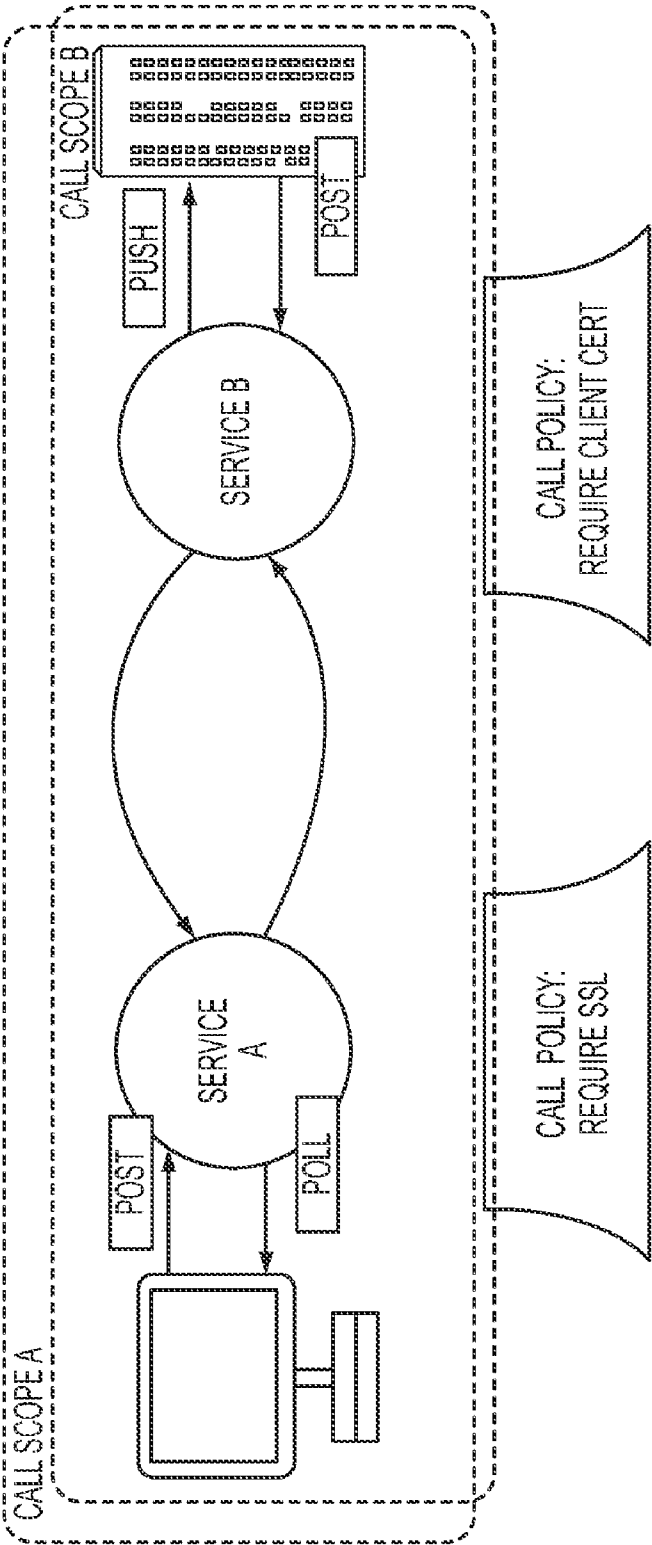 CALL SCOPE A
CALL SCOPE B
POST
POLL
SERVICE
A
SERVICE B
PUSH
POST
CALL POLICY:
REQUIRE SSL
CALL POLICY:
REQUIRE CLIENT CERT